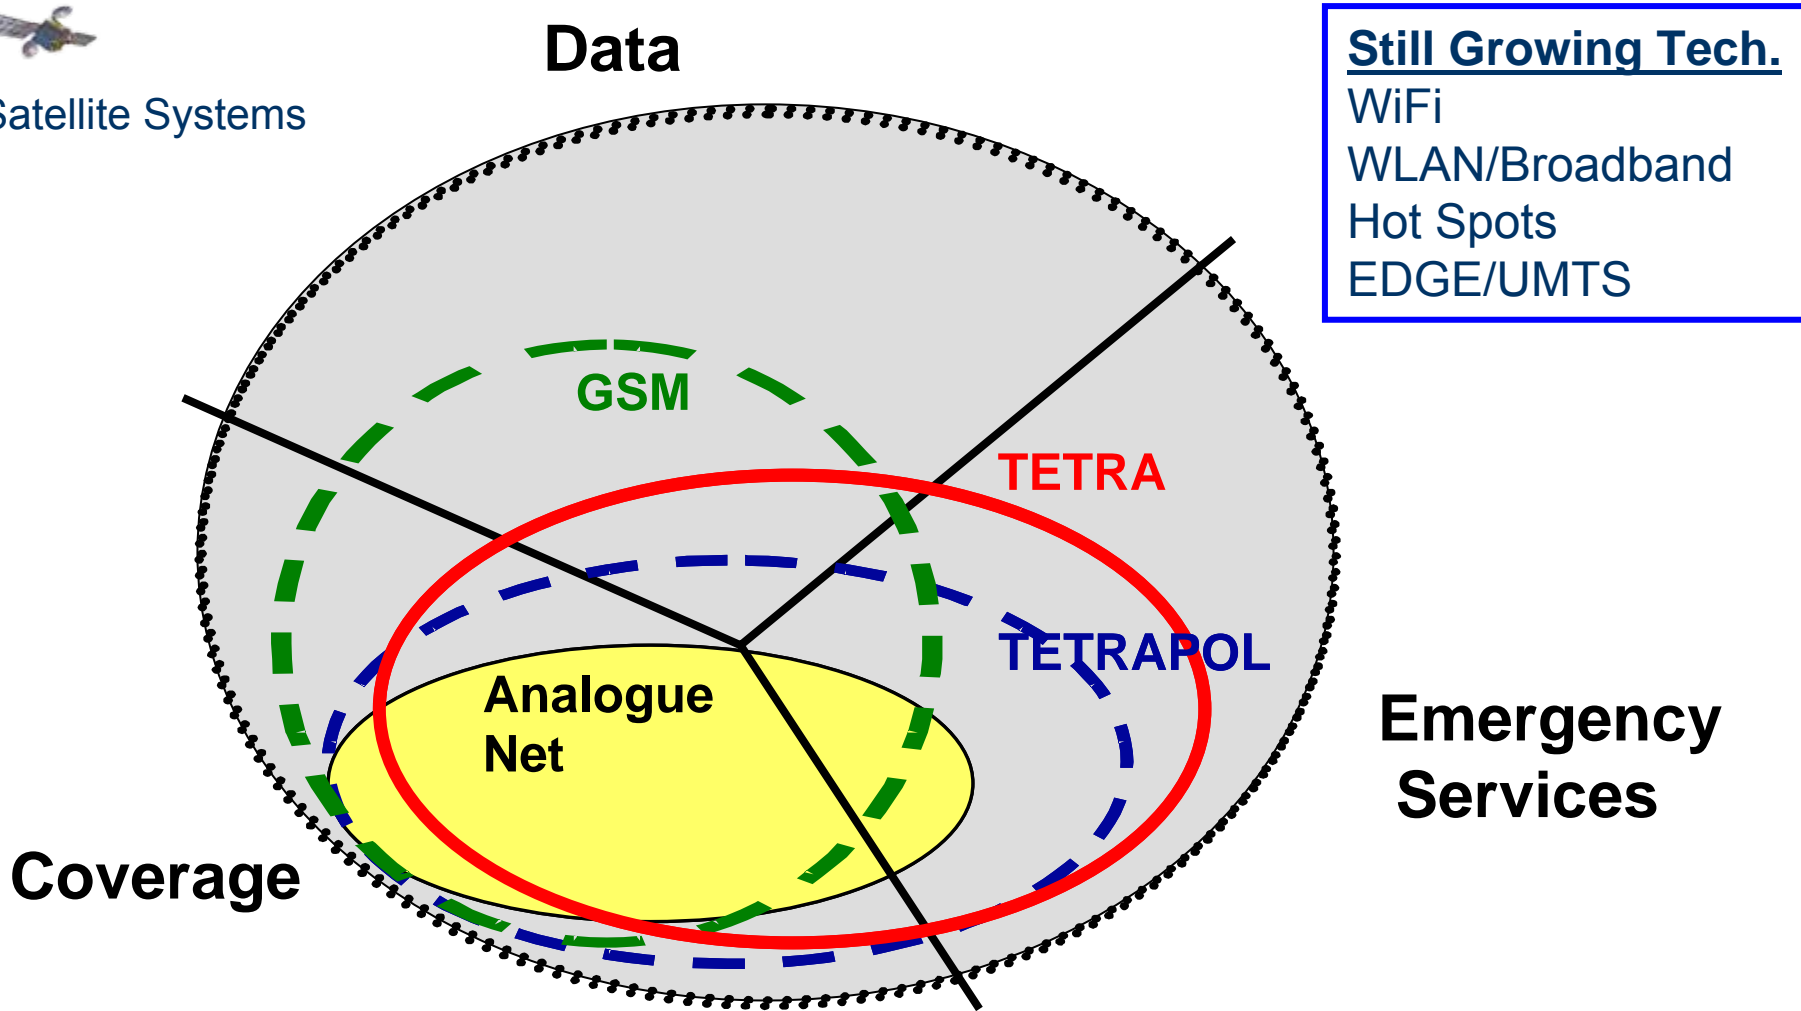 Data
Satellite Systems
Still Growing Tech.
WiFi
WLAN/Broadband
Hot Spots
EDGE/UMTS
GSM
TETRA
TETRAPOL
Analogue
Net
Emergency
Services
Coverage